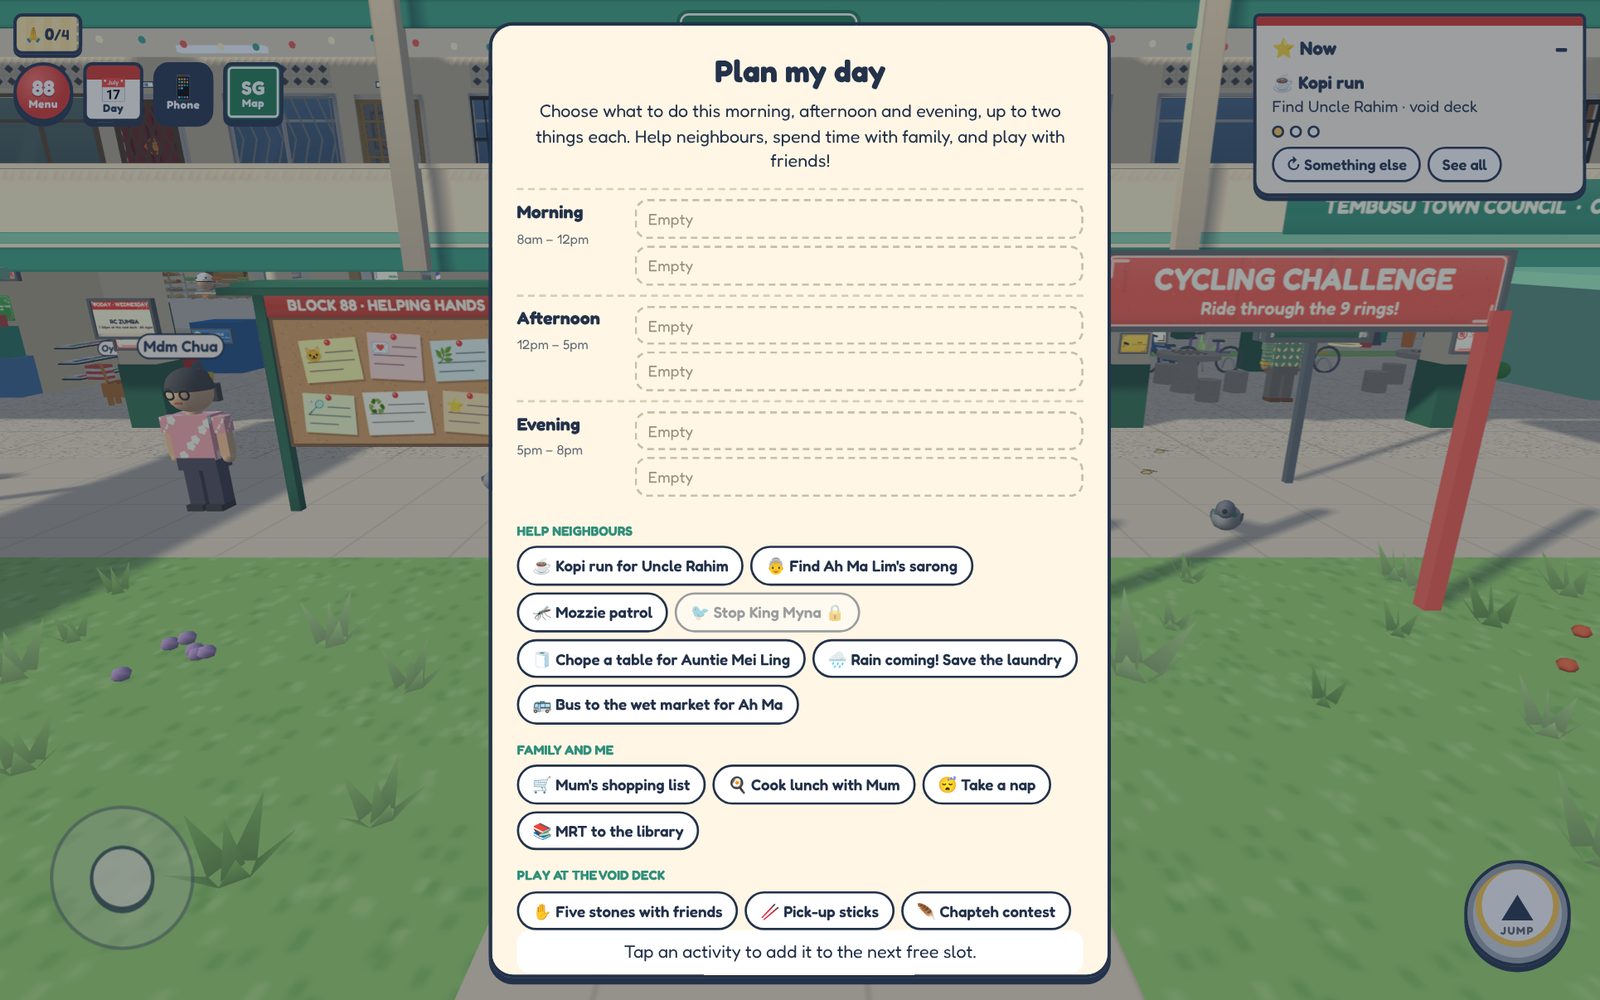 🙏 0/4
88
Menu
July
17
Day
Phone
SG
Map
Plan my day
Choose what to do this morning, afternoon and evening, up to two
things each. Help neighbours, spend time with family, and play with
friends!
Morning
8am – 12pm
Empty
Empty
Afternoon
12pm – 5pm
Empty
Empty
Evening
5pm – 8pm
Empty
Empty
HELP NEIGHBOURS
☕ Kopi run for Uncle Rahim
👵 Find Ah Ma Lim's sarong
🦟 Mozzie patrol
🐦 Stop King Myna 🔒
🧻 Chope a table for Auntie Mei Ling
🌧️ Rain coming! Save the laundry
🚌 Bus to the wet market for Ah Ma
FAMILY AND ME
🛒 Mum's shopping list
🍳 Cook lunch with Mum
😴 Take a nap
📚 MRT to the library
PLAY AT THE VOID DECK
✋ Five stones with friends
🥢 Pick-up sticks
🪶 Chapteh contest
Tap an activity to add it to the next free slot.
⭐ Now
☕ Kopi run
Find Uncle Rahim · void deck
↻ Something else
See all
TEMBUSU TOWN COUNCIL ·
CYCLING CHALLENGE
Ride through the 9 rings!
BLOCK 88 · HELPING HANDS
TODAY · WEDNESDAY
RC ZUMBA
Mdm Chua
JUMP